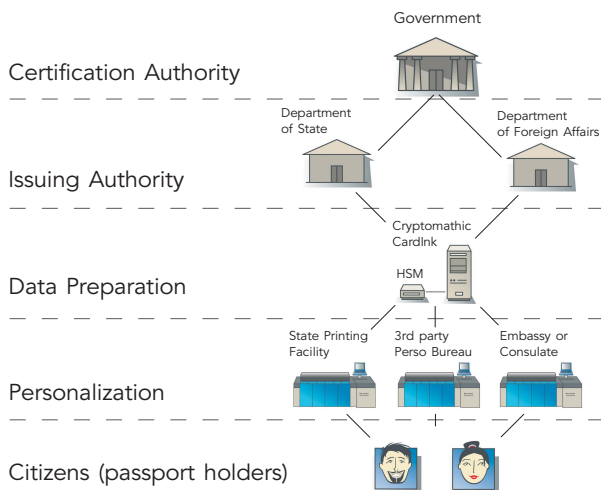 Government
Certification Authority
Department
of State
Department
of Foreign Affairs
Issuing Authority
Cryptomathic
CardInk
HSM
Data Preparation
State Printing
Facility
3rd party
Perso Bureau
Embassy or
Consulate
Personalization
Citizens (passport holders)